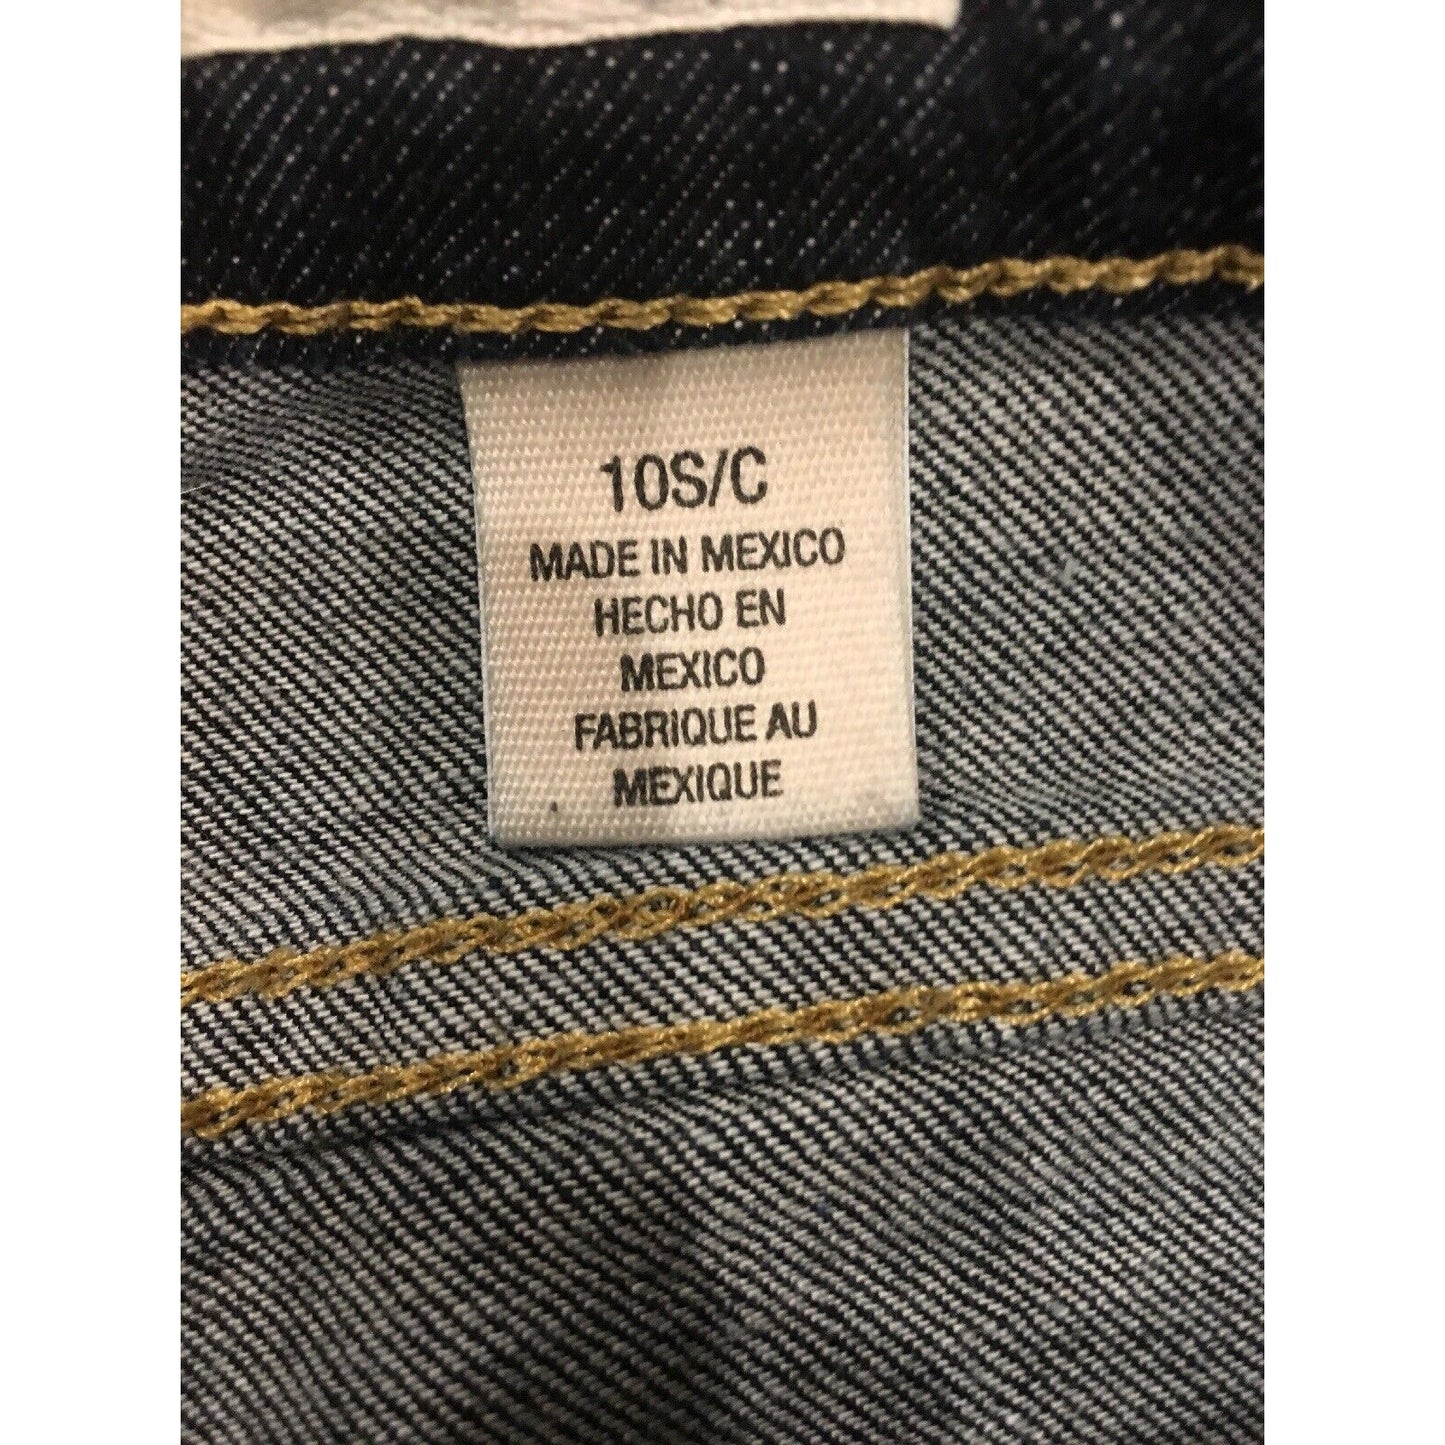 10S/C
MADE IN MEXICO
HECHO EN
MEXICO
FABRIQUE AU
MEXIQUE